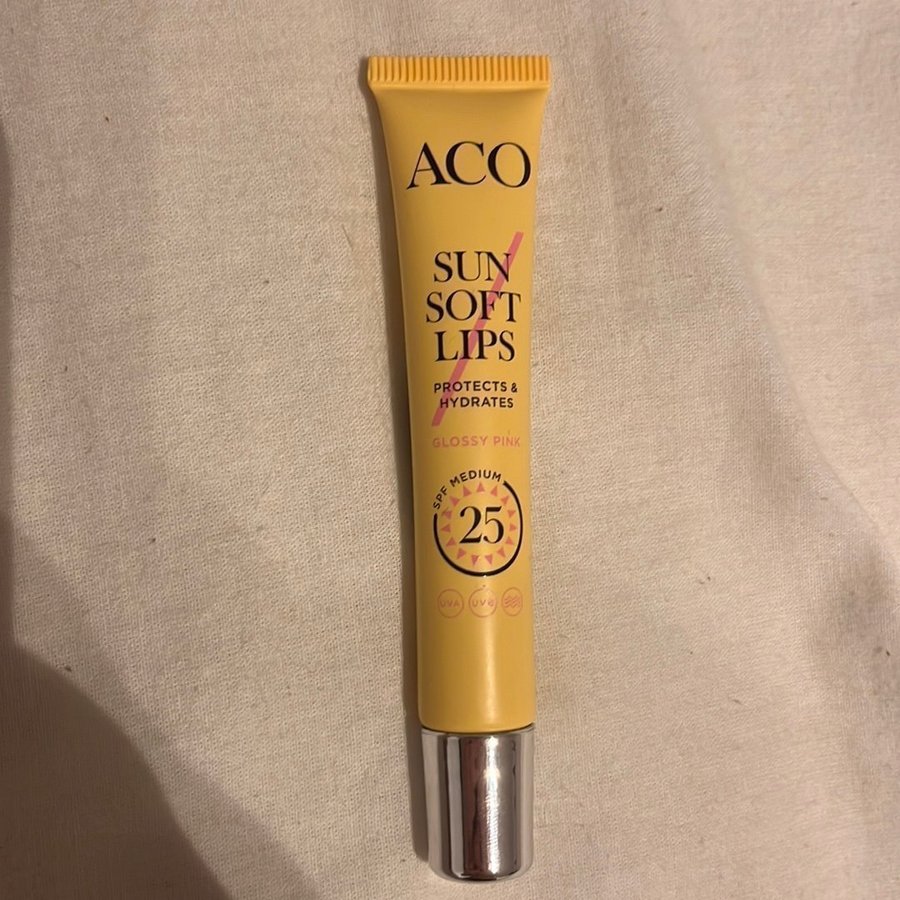 ACO
SUN
SOFT
LIPS
PROTECTS &
HYDRATES
GLOSSY PINK
SPF MEDIUM
25
UVA UVB